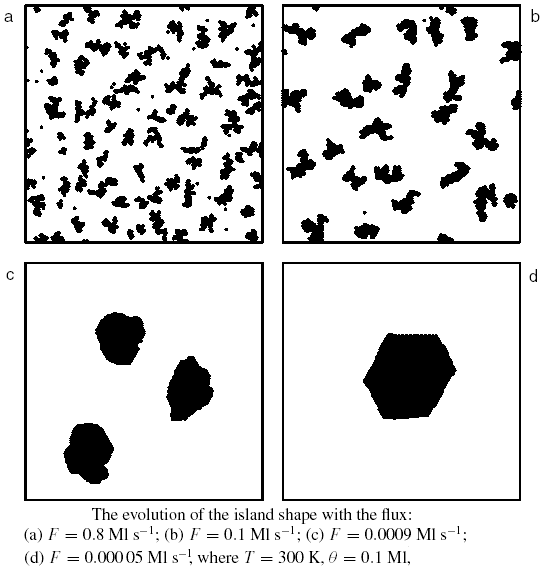 a
b
c
d
The evolution of the island shape with the flux:
(a) F = 0.8 Ml s⁻¹; (b) F = 0.1 Ml s⁻¹; (c) F = 0.0009 Ml s⁻¹;
(d) F = 0.000 05 Ml s⁻¹, where T = 300 K, θ = 0.1 Ml,